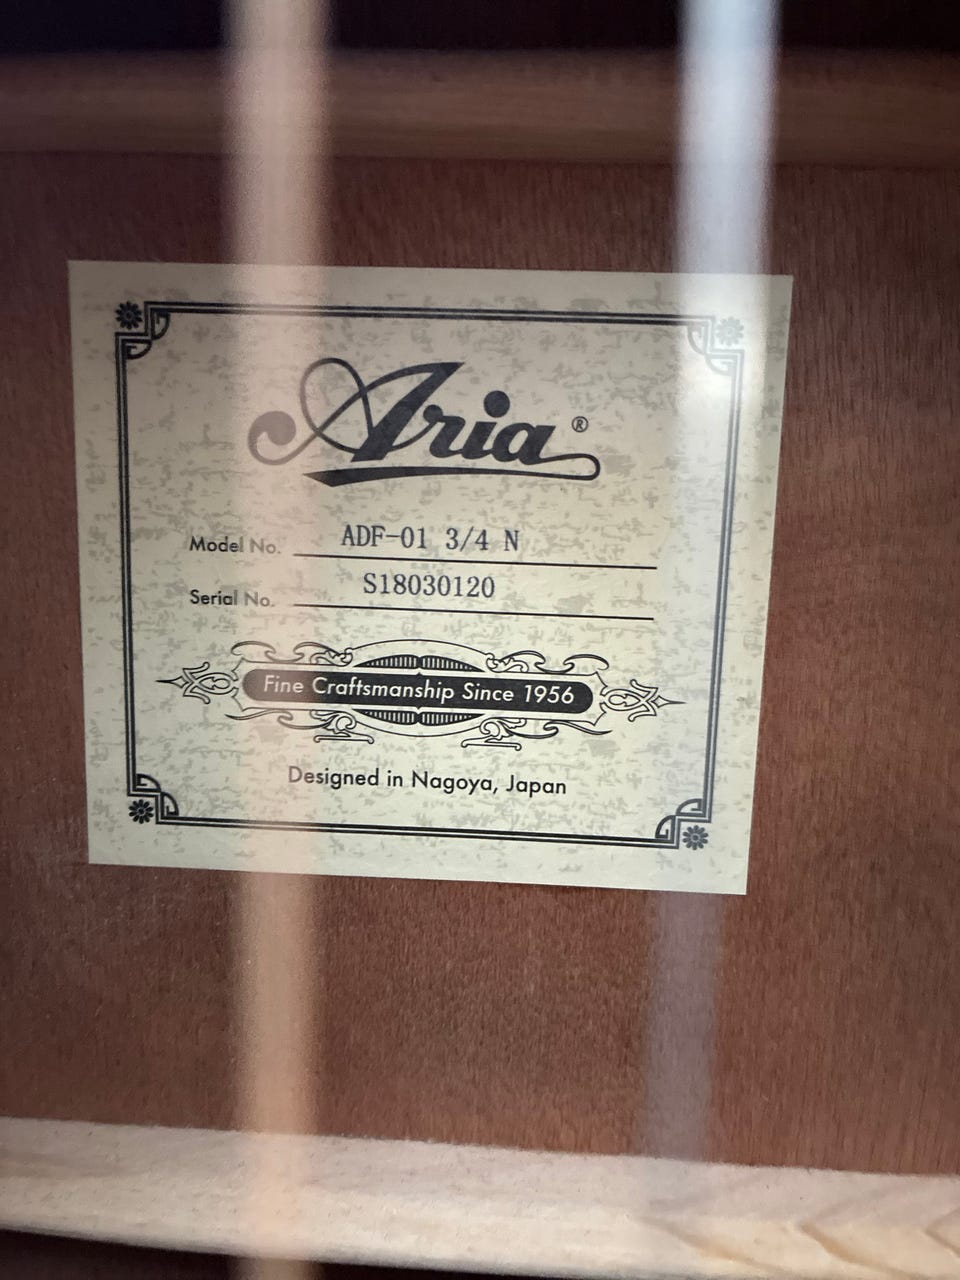 Aria®
Model No. ADF-01 3/4 N
Serial No. S18030120
Fine Craftsmanship Since 1956
Designed in Nagoya, Japan